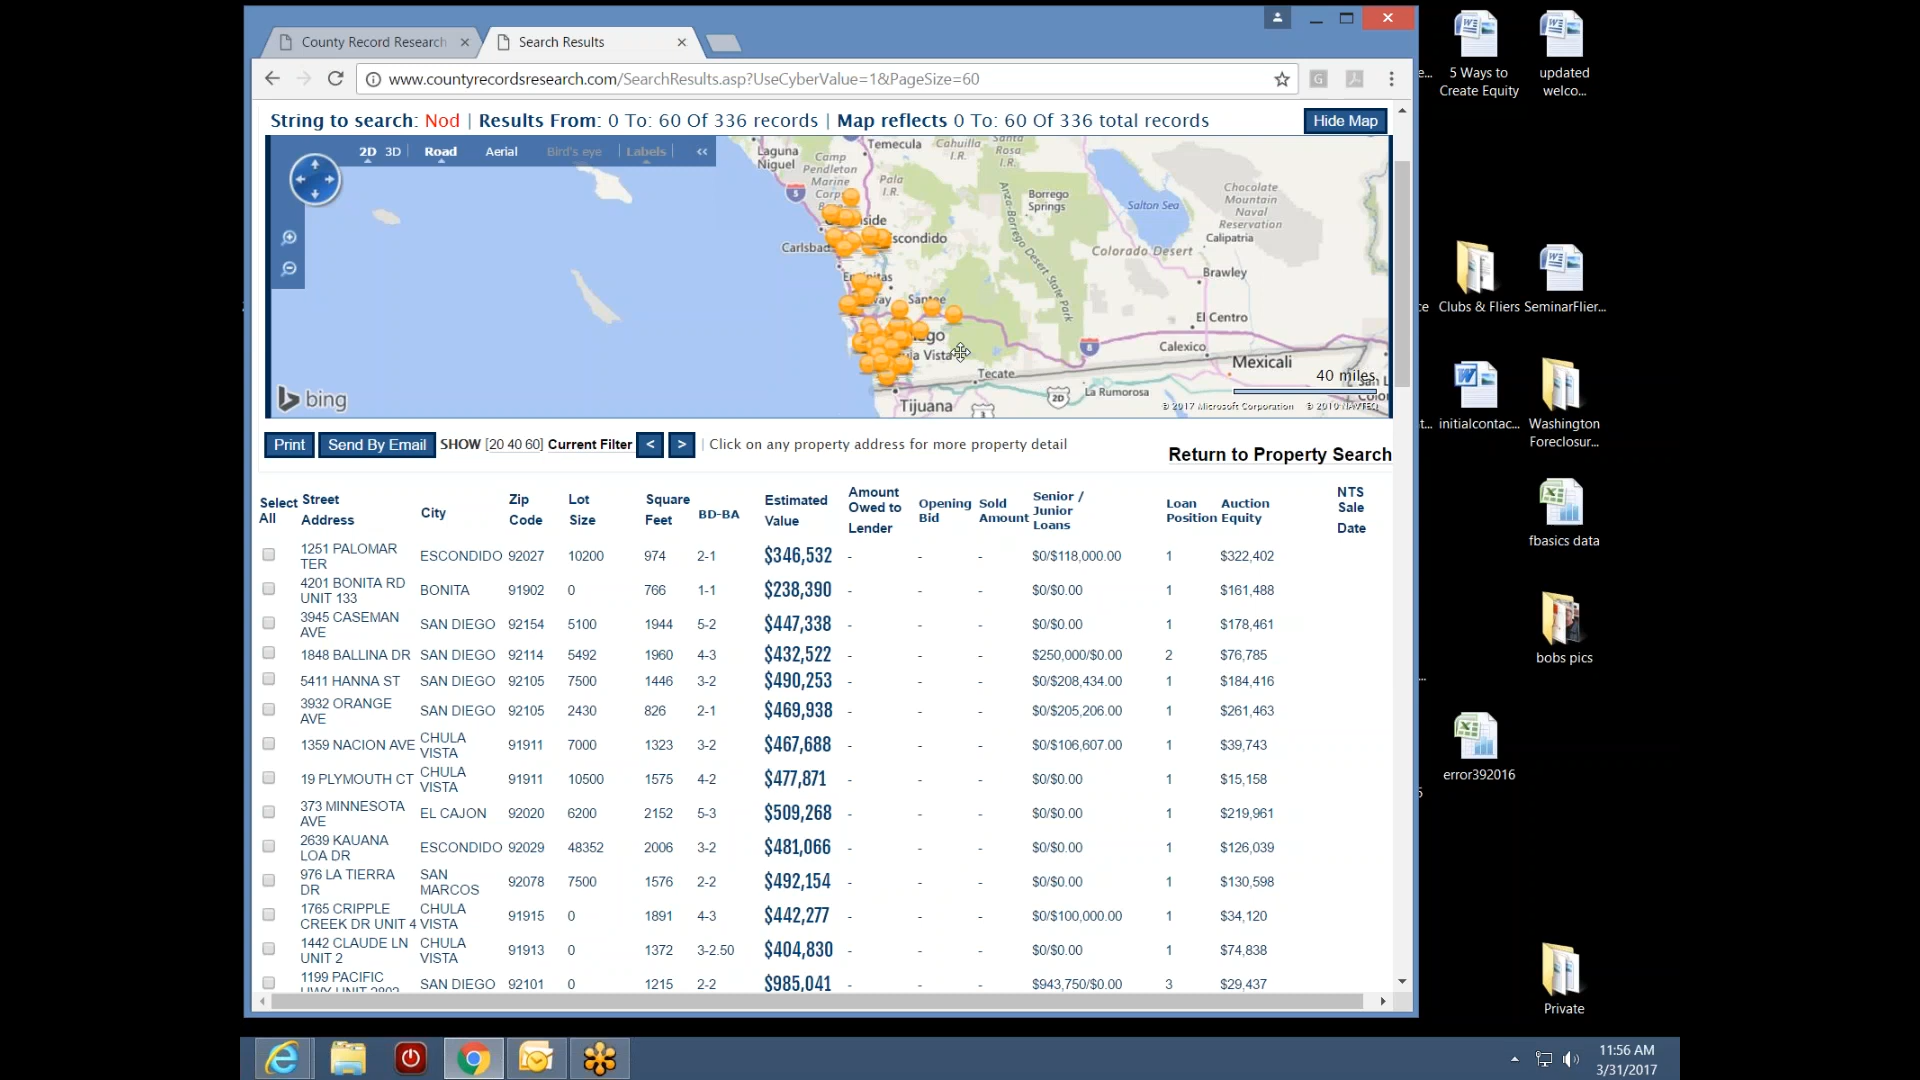 County Record Research
Search Results
www.countyrecordsresearch.com/SearchResults.asp?UseCyberValue=1&PageSize=60
String to search: Nod | Results From: 0 To: 60 Of 336 records | Map reflects 0 To: 60 Of 336 total records
Hide Map
2D 3D Road Aerial Bird's eye Labels «
Laguna Niguel
Camp Pendleton Marine
Temecula
Cahuilla I.R.
Santa Rosa I.R.
Pala I.R.
Borrego Springs
Anza-Borrego Desert State Park
Salton Sea
Chocolate Mountain Naval Reservation
Calipatria
Colorado Desert
Brawley
El Centro
Calexico
Mexicali
Carlsbad
Santee
Tecate
La Rumorosa
Tijuana
5
8
2D
40 miles
© 2017 Microsoft Corporation © 2010 NAVTEQ
bing
Print Send By Email SHOW [20 40 60] Current Filter < > | Click on any property address for more property detail
Return to Property Search
Select All Street Address City Zip Code Lot Size Square Feet BD-BA Estimated Value Amount Owed to Lender Opening Bid Sold Amount Senior / Junior Loans Loan Position Auction Equity NTS Sale Date
1251 PALOMAR TER ESCONDIDO 92027 10200 974 2-1 $346,532 - - - $0/$118,000.00 1 $322,402
4201 BONITA RD UNIT 133 BONITA 91902 0 766 1-1 $238,390 - - - $0/$0.00 1 $161,488
3945 CASEMAN AVE SAN DIEGO 92154 5100 1944 5-2 $447,338 - - - $0/$0.00 1 $178,461
1848 BALLINA DR SAN DIEGO 92114 5492 1960 4-3 $432,522 - - - $250,000/$0.00 2 $76,785
5411 HANNA ST SAN DIEGO 92105 7500 1446 3-2 $490,253 - - - $0/$208,434.00 1 $184,416
3932 ORANGE AVE SAN DIEGO 92105 2430 826 2-1 $469,938 - - - $0/$205,206.00 1 $261,463
1359 NACION AVE CHULA VISTA 91911 7000 1323 3-2 $467,688 - - - $0/$106,607.00 1 $39,743
19 PLYMOUTH CT CHULA VISTA 91911 10500 1575 4-2 $477,871 - - - $0/$0.00 1 $15,158
373 MINNESOTA AVE EL CAJON 92020 6200 2152 5-3 $509,268 - - - $0/$0.00 1 $219,961
2639 KAUANA LOA DR ESCONDIDO 92029 48352 2006 3-2 $481,066 - - - $0/$0.00 1 $126,039
976 LA TIERRA DR SAN MARCOS 92078 7500 1576 2-2 $492,154 - - - $0/$0.00 1 $130,598
1765 CRIPPLE CREEK DR UNIT 4 CHULA VISTA 91915 0 1891 4-3 $442,277 - - - $0/$100,000.00 1 $34,120
1442 CLAUDE LN UNIT 2 CHULA VISTA 91913 0 1372 3-2.50 $404,830 - - - $0/$0.00 1 $74,838
1199 PACIFIC SAN DIEGO 92101 0 1215 2-2 $985,041 - - - $943,750/$0.00 3 $29,437
5 Ways to Create Equity
updated welco...
Clubs & Fliers
SeminarFlier...
initialcontac...
Washington Foreclosur...
fbasics data
bobs pics
error392016
Private
11:56 AM
3/31/2017